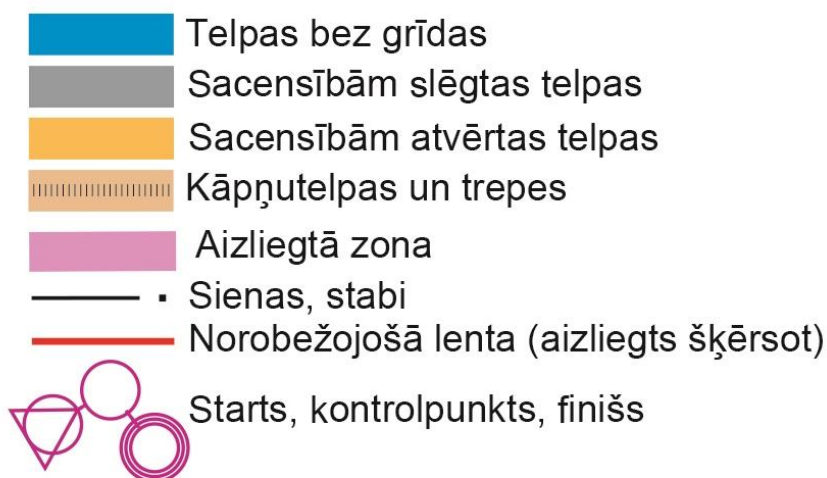 Telpas bez grīdas
Sacensībām slēgtas telpas
Sacensībām atvērtas telpas
Kāpņutelpas un trepes
Aizliegtā zona
Sienas, stabi
Norobežojošā lenta (aizliegts šķērsot)
Starts, kontrolpunkts, finišs